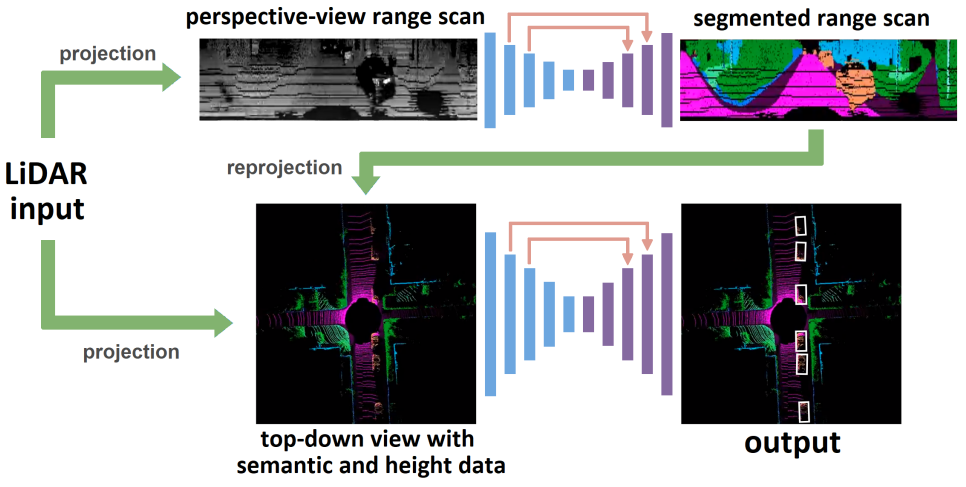 perspective-view range scan
segmented range scan
projection
reprojection
LiDAR
input
projection
top-down view with
semantic and height data
output